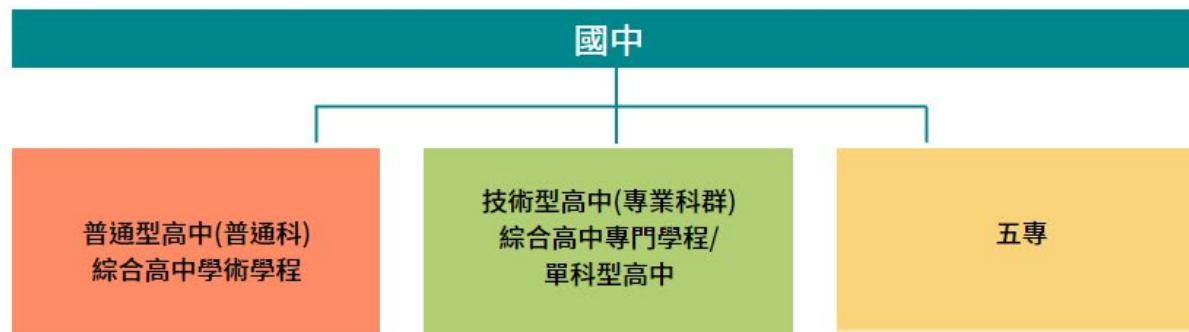 國中
普通型高中(普通科)
綜合高中學術學程
技術型高中(專業科群)
綜合高中專門學程/
單科型高中
五專